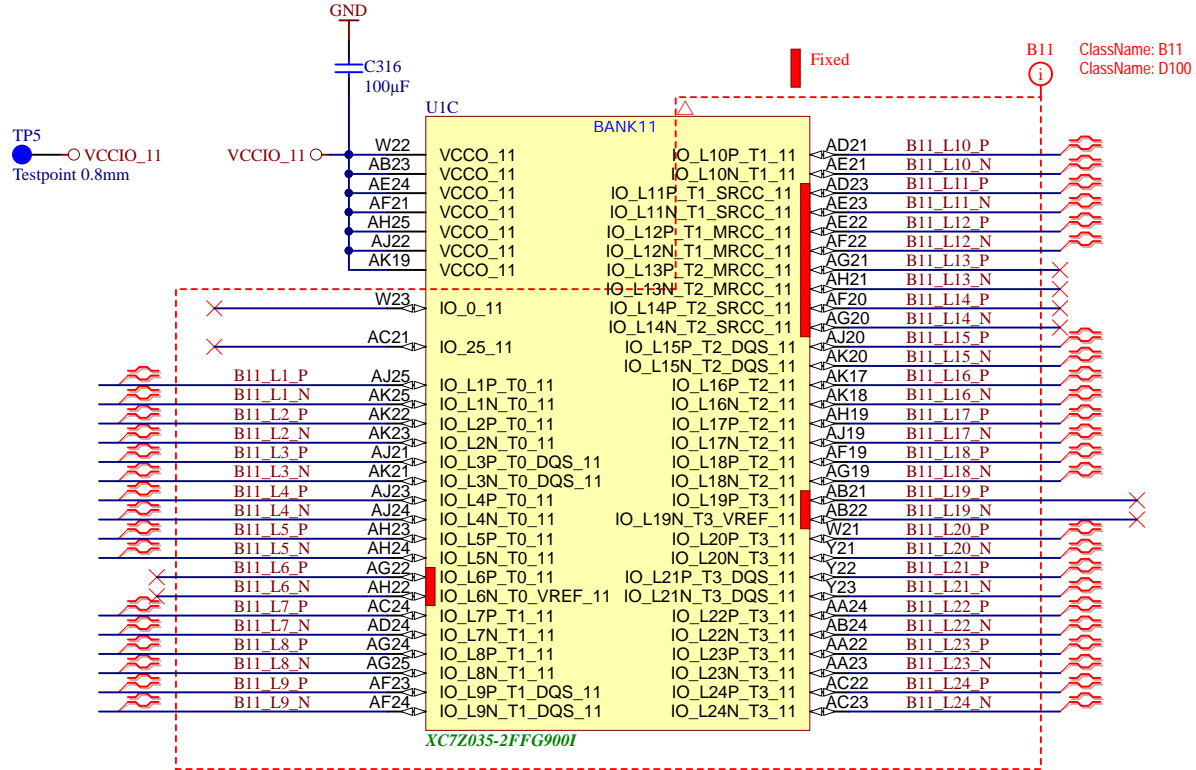 GND
C316
100µF
Fixed
B11
i
ClassName: B11
ClassName: D100
TP5
VCCIO_11
Testpoint 0.8mm
VCCIO_11
U1C
BANK11
W22 VCCO_11
AB23 VCCO_11
AE24 VCCO_11
AF21 VCCO_11
AH25 VCCO_11
AJ22 VCCO_11
AK19 VCCO_11
W23 IO_0_11
AC21 IO_25_11
B11_L1_P AJ25 IO_L1P_T0_11
B11_L1_N AK25 IO_L1N_T0_11
B11_L2_P AK22 IO_L2P_T0_11
B11_L2_N AK23 IO_L2N_T0_11
B11_L3_P AJ21 IO_L3P_T0_DQS_11
B11_L3_N AK21 IO_L3N_T0_DQS_11
B11_L4_P AJ23 IO_L4P_T0_11
B11_L4_N AJ24 IO_L4N_T0_11
B11_L5_P AH23 IO_L5P_T0_11
B11_L5_N AH24 IO_L5N_T0_11
B11_L6_P AG22 IO_L6P_T0_11
B11_L6_N AH22 IO_L6N_T0_VREF_11
B11_L7_P AC24 IO_L7P_T1_11
B11_L7_N AD24 IO_L7N_T1_11
B11_L8_P AG24 IO_L8P_T1_11
B11_L8_N AG25 IO_L8N_T1_11
B11_L9_P AF23 IO_L9P_T1_DQS_11
B11_L9_N AF24 IO_L9N_T1_DQS_11
IO_L10P_T1_11 AD21 B11_L10_P
IO_L10N_T1_11 AE21 B11_L10_N
IO_L11P_T1_SRCC_11 AD23 B11_L11_P
IO_L11N_T1_SRCC_11 AE23 B11_L11_N
IO_L12P_T1_MRCC_11 AE22 B11_L12_P
IO_L12N_T1_MRCC_11 AF22 B11_L12_N
IO_L13P_T2_MRCC_11 AG21 B11_L13_P
IO_L13N_T2_MRCC_11 AH21 B11_L13_N
IO_L14P_T2_SRCC_11 AF20 B11_L14_P
IO_L14N_T2_SRCC_11 AG20 B11_L14_N
IO_L15P_T2_DQS_11 AJ20 B11_L15_P
IO_L15N_T2_DQS_11 AK20 B11_L15_N
IO_L16P_T2_11 AK17 B11_L16_P
IO_L16N_T2_11 AK18 B11_L16_N
IO_L17P_T2_11 AH19 B11_L17_P
IO_L17N_T2_11 AJ19 B11_L17_N
IO_L18P_T2_11 AF19 B11_L18_P
IO_L18N_T2_11 AG19 B11_L18_N
IO_L19P_T3_11 AB21 B11_L19_P
IO_L19N_T3_VREF_11 AB22 B11_L19_N
IO_L20P_T3_11 W21 B11_L20_P
IO_L20N_T3_11 Y21 B11_L20_N
IO_L21P_T3_DQS_11 Y22 B11_L21_P
IO_L21N_T3_DQS_11 Y23 B11_L21_N
IO_L22P_T3_11 AA24 B11_L22_P
IO_L22N_T3_11 AB24 B11_L22_N
IO_L23P_T3_11 AA22 B11_L23_P
IO_L23N_T3_11 AA23 B11_L23_N
IO_L24P_T3_11 AC22 B11_L24_P
IO_L24N_T3_11 AC23 B11_L24_N
XC7Z035-2FFG900I